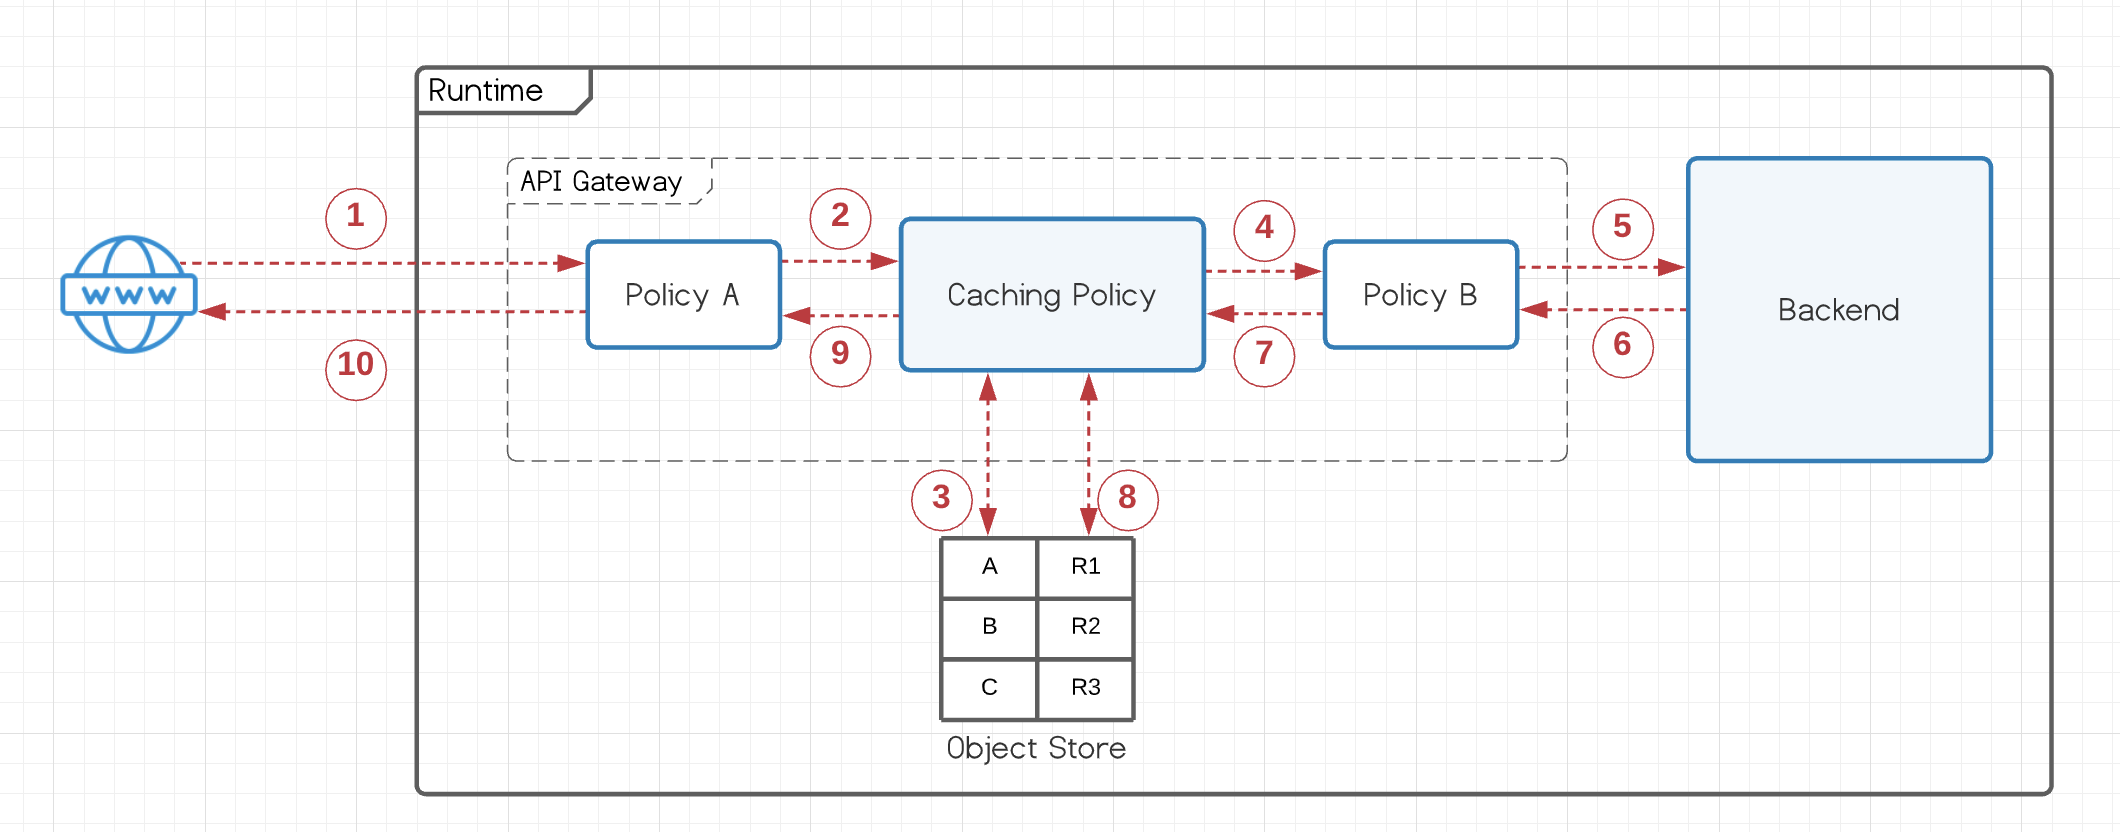 Runtime
API Gateway
1
2
4
5
www
Policy A
Caching Policy
Policy B
Backend
10
9
7
6
3
8
A R1
B R2
C R3
Object Store